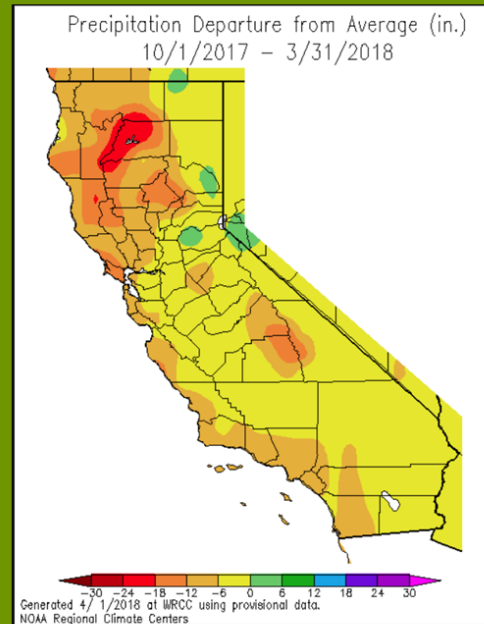 Precipitation Departure from Average (in.)
10/1/2017 – 3/31/2018
-30 -24 -18 -12 -6 0 6 12 18 24 30
Generated 4/ 1/2018 at WRCC using provisional data.
NOAA Regional Climate Centers